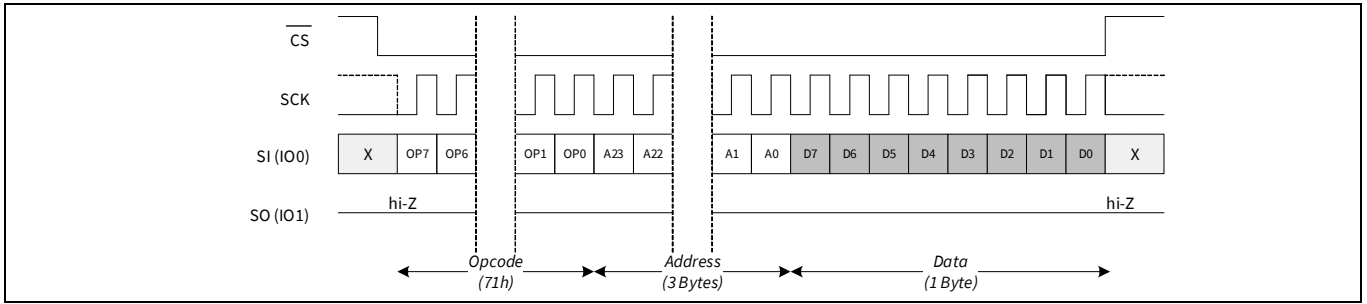 CS
SCK
SI (IO0) X OP7 OP6 OP1 OP0 A23 A22 A1 A0 D7 D6 D5 D4 D3 D2 D1 D0 X
hi-Z hi-Z
SO (IO1)
Opcode Address Data
(71h) (3 Bytes) (1 Byte)